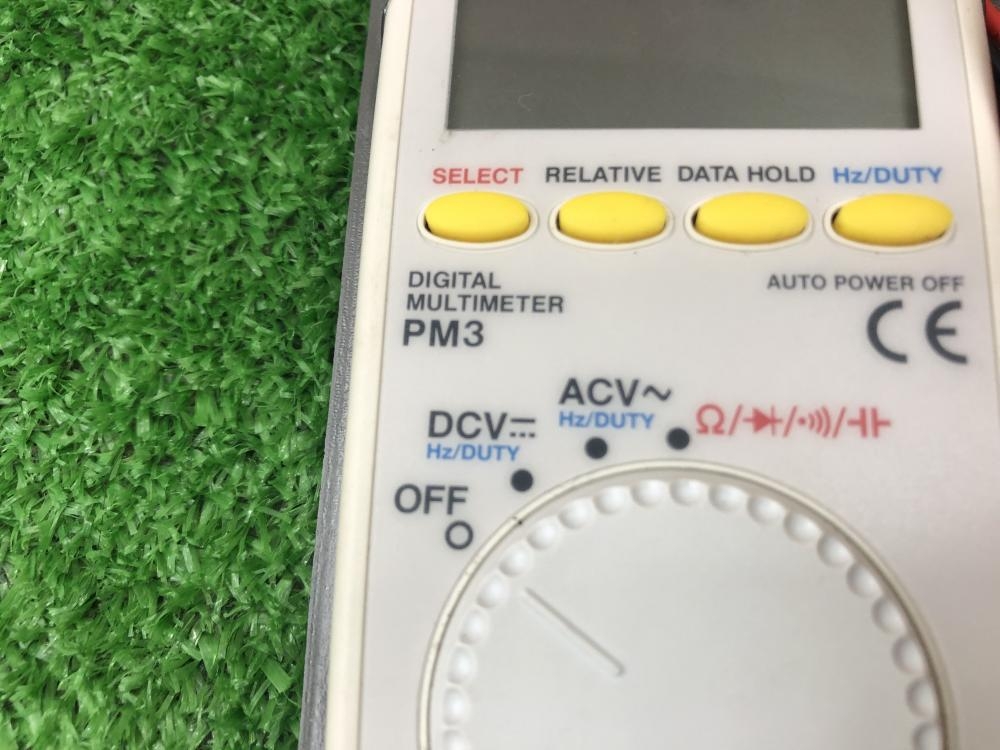 SELECT RELATIVE DATA HOLD Hz/DUTY
DIGITAL
MULTIMETER
PM3
AUTO POWER OFF
CE
ACV~
Hz/DUTY
DCV⎓
Hz/DUTY
Ω/
OFF